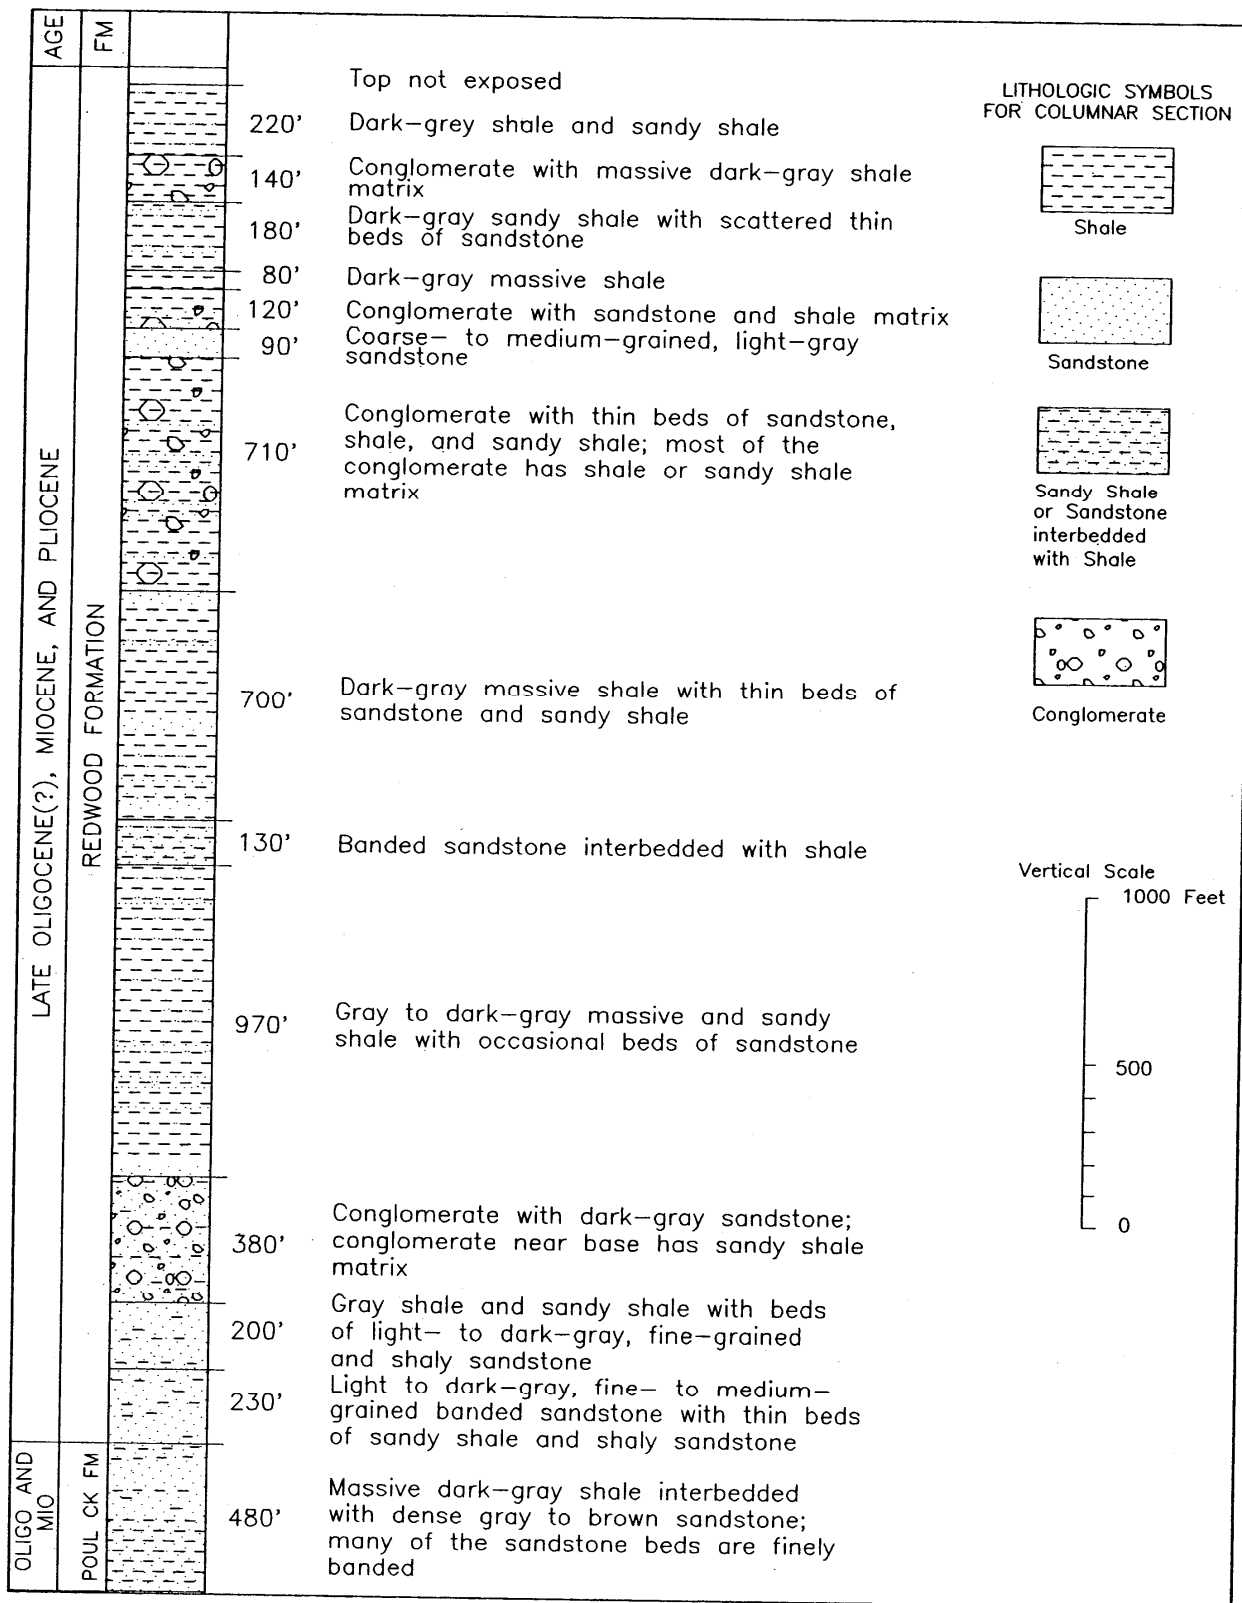 AGE
FM
Top not exposed
220' Dark-grey shale and sandy shale
140' Conglomerate with massive dark-gray shale
matrix
180' Dark-gray sandy shale with scattered thin
beds of sandstone
80' Dark-gray massive shale
120' Conglomerate with sandstone and shale matrix
90' Coarse- to medium-grained, light-gray
sandstone
710' Conglomerate with thin beds of sandstone,
shale, and sandy shale; most of the
conglomerate has shale or sandy shale
matrix
700' Dark-gray massive shale with thin beds of
sandstone and sandy shale
130' Banded sandstone interbedded with shale
970' Gray to dark-gray massive and sandy
shale with occasional beds of sandstone
380' Conglomerate with dark-gray sandstone;
conglomerate near base has sandy shale
matrix
200' Gray shale and sandy shale with beds
of light- to dark-gray, fine-grained
and shaly sandstone
230' Light to dark-gray, fine- to medium-
grained banded sandstone with thin beds
of sandy shale and shaly sandstone
480' Massive dark-gray shale interbedded
with dense gray to brown sandstone;
many of the sandstone beds are finely
banded
LATE OLIGOCENE(?), MIOCENE, AND PLIOCENE
REDWOOD FORMATION
OLIGO AND
MIO
POUL CK FM
LITHOLOGIC SYMBOLS
FOR COLUMNAR SECTION
Shale
Sandstone
Sandy Shale
or Sandstone
interbedded
with Shale
Conglomerate
Vertical Scale
1000 Feet
500
0